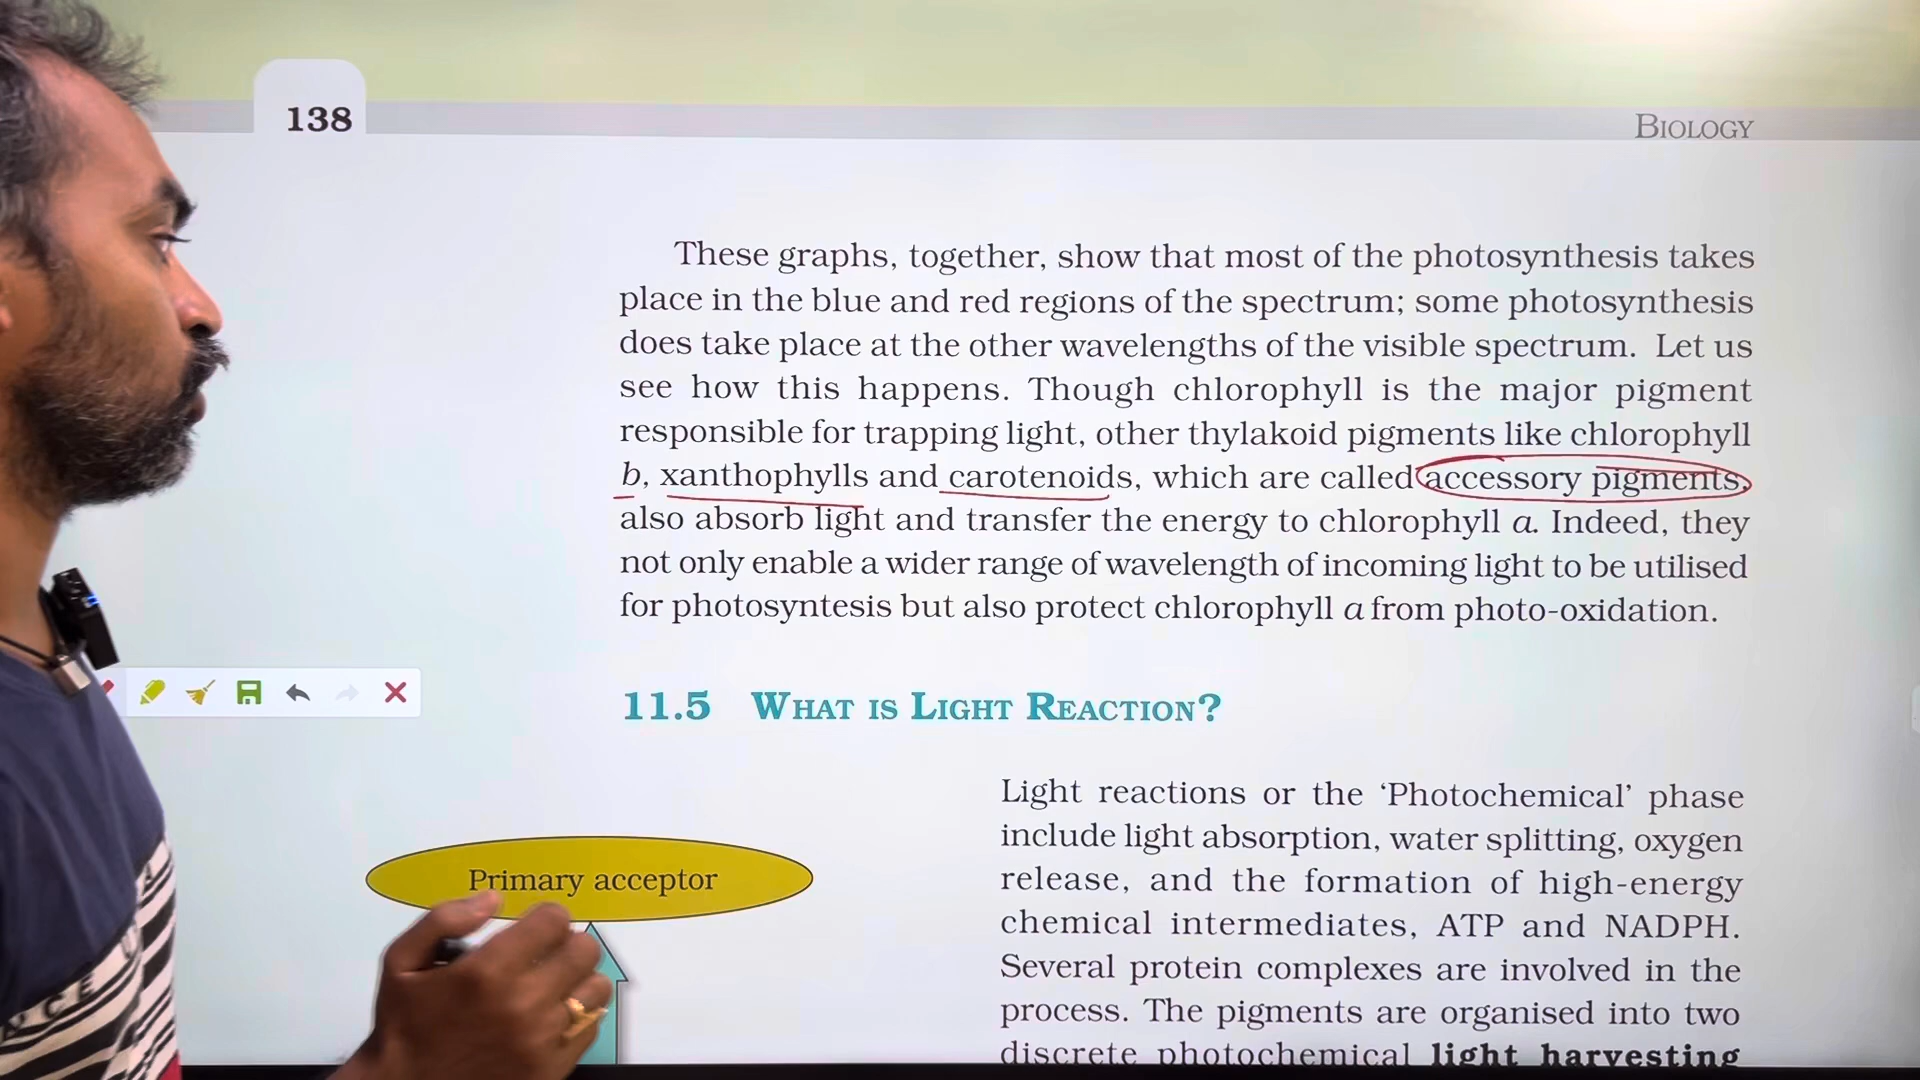 138
BIOLOGY
These graphs, together, show that most of the photosynthesis takes
place in the blue and red regions of the spectrum; some photosynthesis
does take place at the other wavelengths of the visible spectrum. Let us
see how this happens. Though chlorophyll is the major pigment
responsible for trapping light, other thylakoid pigments like chlorophyll
b, xanthophylls and carotenoids, which are called accessory pigments,
also absorb light and transfer the energy to chlorophyll a. Indeed, they
not only enable a wider range of wavelength of incoming light to be utilised
for photosyntesis but also protect chlorophyll a from photo-oxidation.
11.5 WHAT IS LIGHT REACTION?
Primary acceptor
Light reactions or the ‘Photochemical’ phase
include light absorption, water splitting, oxygen
release, and the formation of high-energy
chemical intermediates, ATP and NADPH.
Several protein complexes are involved in the
process. The pigments are organised into two
discrete photochemical light harvesting